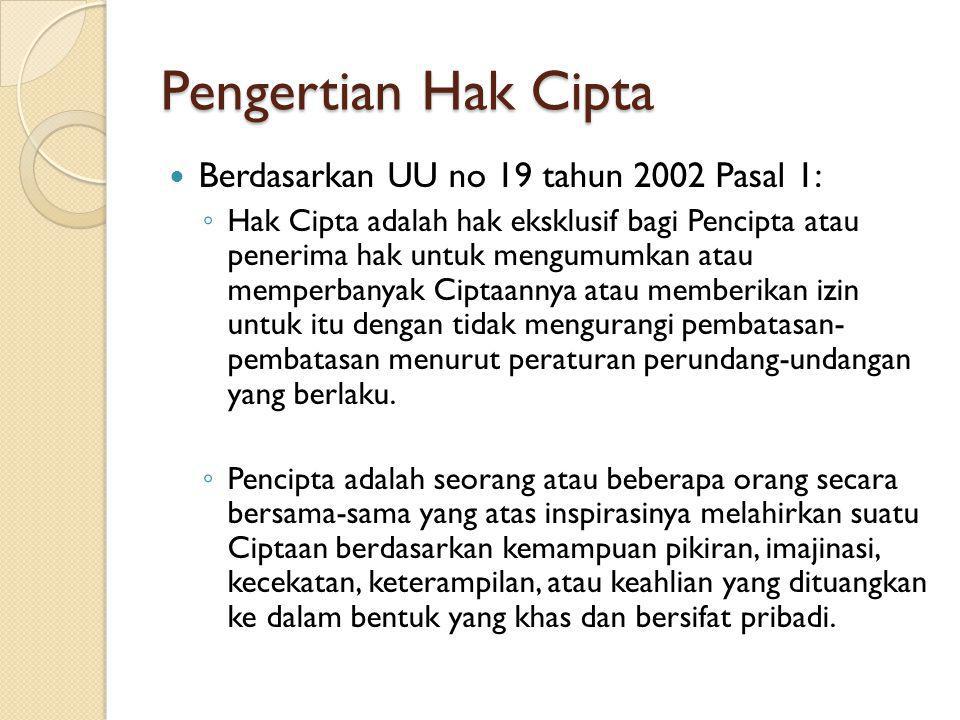 Pengertian Hak Cipta
Berdasarkan UU no 19 tahun 2002 Pasal 1:
Hak Cipta adalah hak eksklusif bagi Pencipta atau
penerima hak untuk mengumumkan atau
memperbanyak Ciptaannya atau memberikan izin
untuk itu dengan tidak mengurangi pembatasan-
pembatasan menurut peraturan perundang-undangan
yang berlaku.
Pencipta adalah seorang atau beberapa orang secara
bersama-sama yang atas inspirasinya melahirkan suatu
Ciptaan berdasarkan kemampuan pikiran, imajinasi,
kecekatan, keterampilan, atau keahlian yang dituangkan
ke dalam bentuk yang khas dan bersifat pribadi.